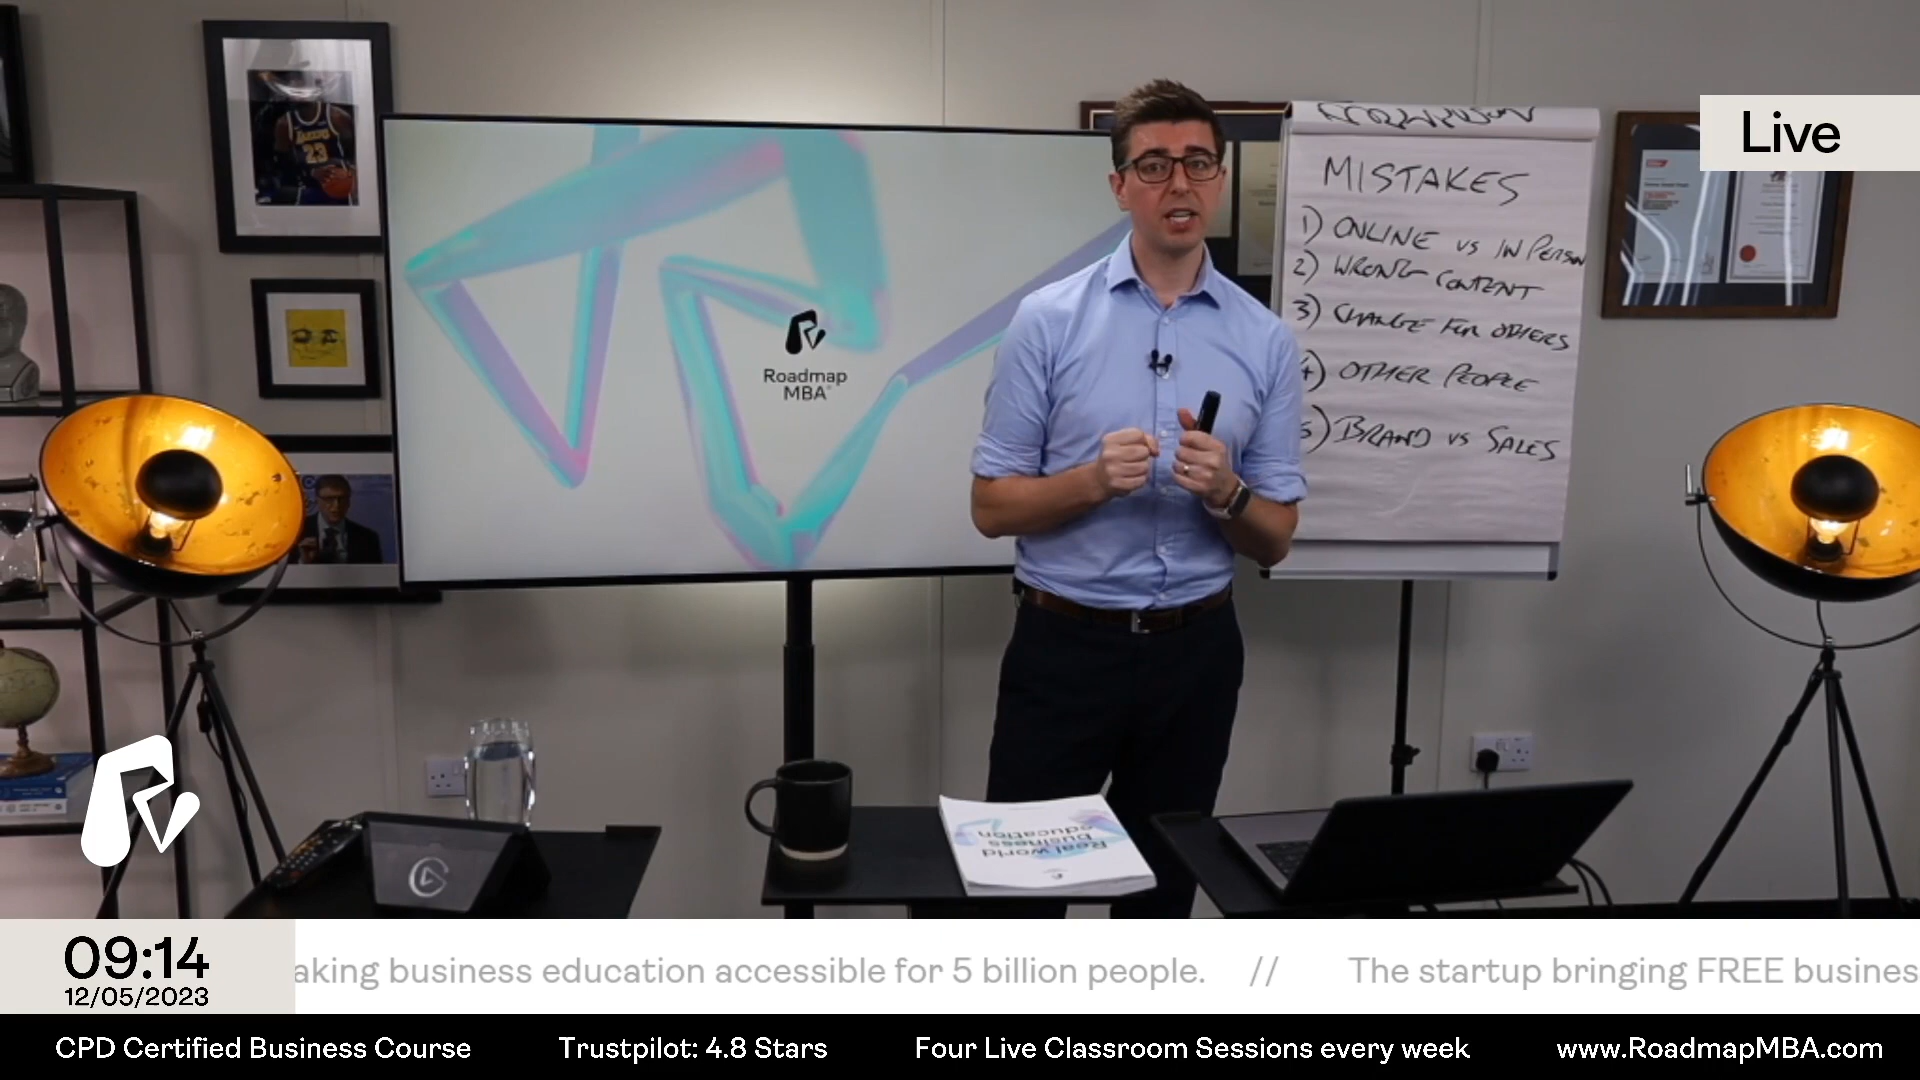 Live
LAKERS
23
MISTAKES
1) ONLINE vs IN PERSON
2) WRONG CONTENT
3) CHANGE FOR OTHERS
4) OTHER PEOPLE
5) BRAND vs SALES
Roadmap
MBA
Real world
business
education
09:14
12/05/2023
aking business education accessible for 5 billion people. // The startup bringing FREE busines
CPD Certified Business Course Trustpilot: 4.8 Stars Four Live Classroom Sessions every week www.RoadmapMBA.com